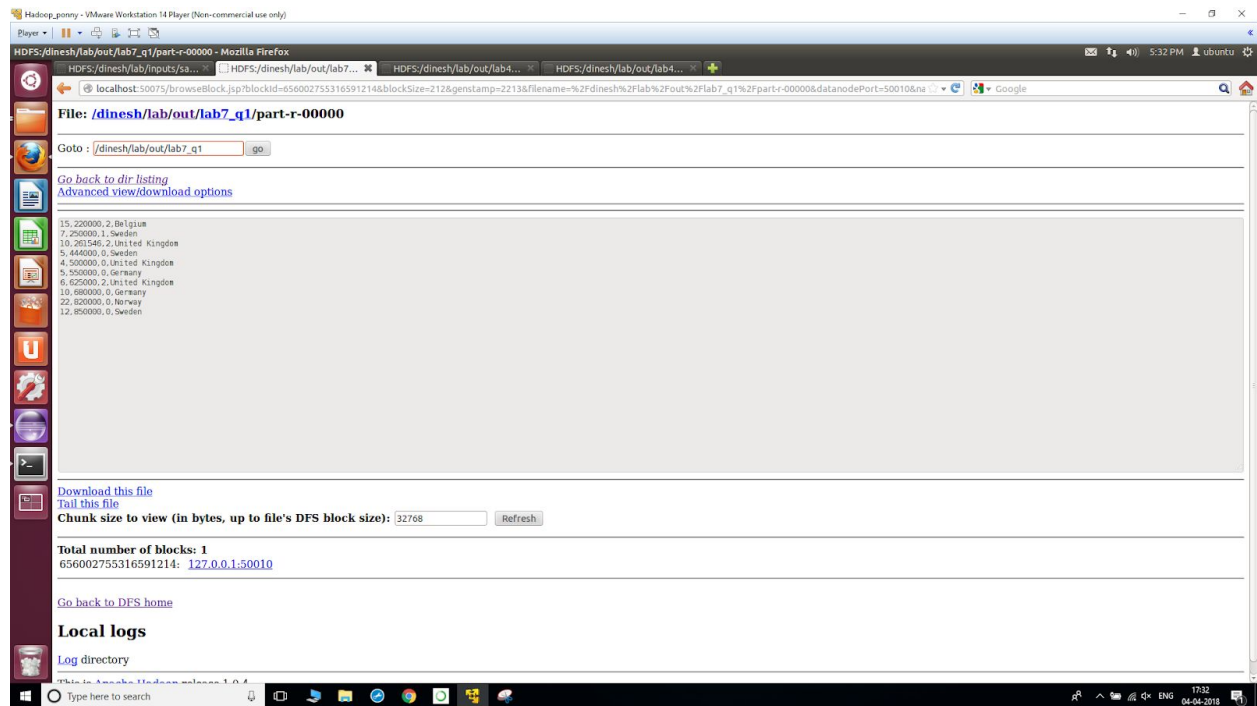 Hadoop_ponny - VMware Workstation 14 Player (Non-commercial use only)
Player
HDFS:/dinesh/lab/out/lab7_q1/part-r-00000 - Mozilla Firefox
5:32 PM ubuntu
HDFS:/dinesh/lab/inputs/sa... HDFS:/dinesh/lab/out/lab7... HDFS:/dinesh/lab/out/lab4... HDFS:/dinesh/lab/out/lab4...
localhost:50075/browseBlock.jsp?blockId=656002755316591214&blockSize=212&genstamp=2213&filename=%2Fdinesh%2Flab%2Fout%2Flab7_q1%2Fpart-r-00000&datanodePort=50010&na Google
File: /dinesh/lab/out/lab7_q1/part-r-00000
Goto : /dinesh/lab/out/lab7_q1 go
Go back to dir listing
Advanced view/download options
15,220000,2,Belgium
7,250000,1,Sweden
10,261546,2,United Kingdom
5,444000,0,Sweden
4,500000,0,United Kingdom
5,550000,0,Germany
6,625000,2,United Kingdom
10,680000,0,Germany
22,820000,0,Norway
12,850000,0,Sweden
Download this file
Tail this file
Chunk size to view (in bytes, up to file's DFS block size): 32768 Refresh
Total number of blocks: 1
656002755316591214: 127.0.0.1:50010
Go back to DFS home
Local logs
Log directory
This is Apache Hadoop release 1.0.4
Type here to search
ENG
17:32
04-04-2018